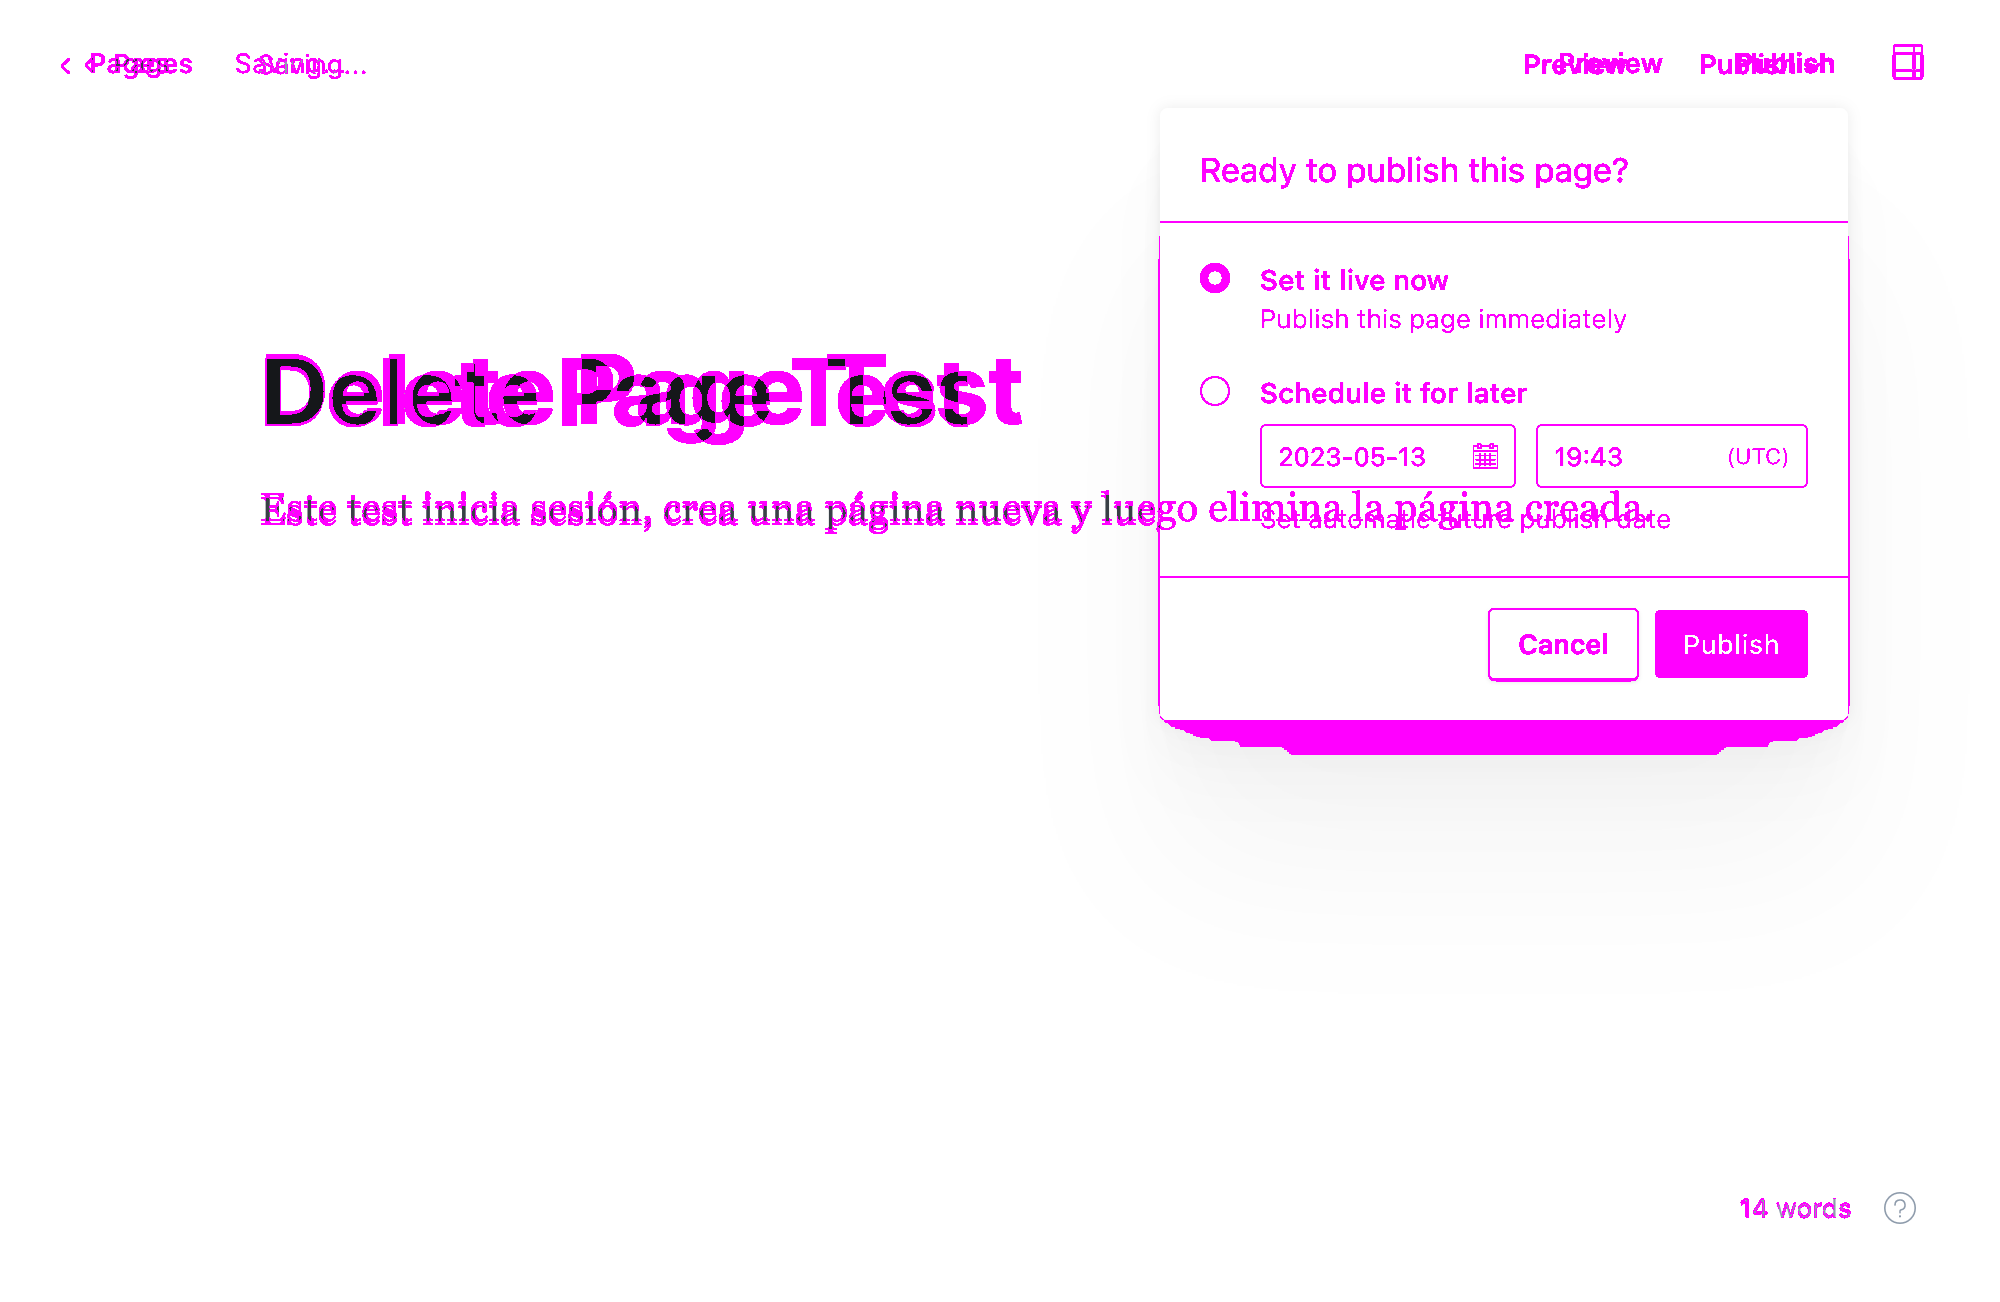 Pages Saving... Preview Publish
Ready to publish this page?
Set it live now
Publish this page immediately
Delete Page Test
Schedule it for later
2023-05-13 19:43 (UTC)
Este test inicia sesión, crea una página nueva y luego elimina la página creada.
Set automatic future publish date
Cancel Publish
14 words
?